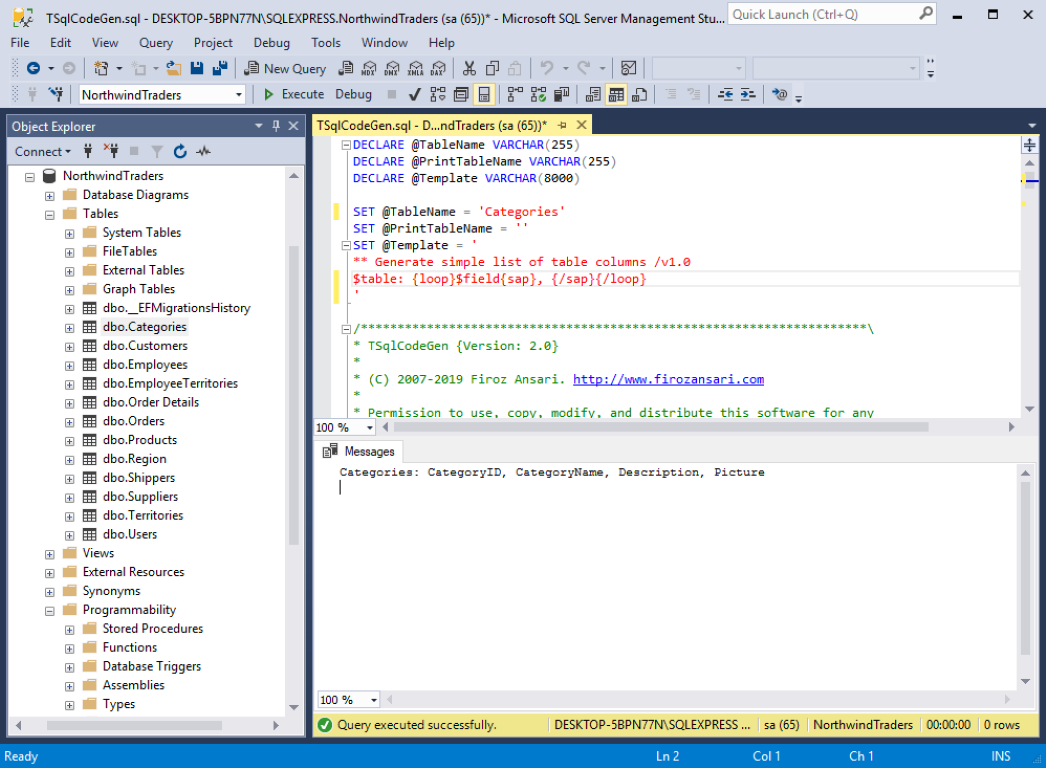 TSqlCodeGen.sql - DESKTOP-5BPN77N\SQLEXPRESS.NorthwindTraders (sa (65))* - Microsoft SQL Server Management Stu...
Quick Launch (Ctrl+Q)
File Edit View Query Project Debug Tools Window Help
New Query MDX DMX XMLA DAX
NorthwindTraders Execute Debug
Object Explorer
Connect
NorthwindTraders
Database Diagrams
Tables
System Tables
FileTables
External Tables
Graph Tables
dbo.__EFMigrationsHistory
dbo.Categories
dbo.Customers
dbo.Employees
dbo.EmployeeTerritories
dbo.Order Details
dbo.Orders
dbo.Products
dbo.Region
dbo.Shippers
dbo.Suppliers
dbo.Territories
dbo.Users
Views
External Resources
Synonyms
Programmability
Stored Procedures
Functions
Database Triggers
Assemblies
Types
TSqlCodeGen.sql - D...ndTraders (sa (65))*
DECLARE @TableName VARCHAR(255)
DECLARE @PrintTableName VARCHAR(255)
DECLARE @Template VARCHAR(8000)
SET @TableName = 'Categories'
SET @PrintTableName = ''
SET @Template = '
** Generate simple list of table columns /v1.0
$table: {loop}$field{sap}, {/sap}{/loop}
'
/*********************************************************************\
* TSqlCodeGen {Version: 2.0}
*
* (C) 2007-2019 Firoz Ansari. http://www.firozansari.com
*
* Permission to use, copy, modify, and distribute this software for any
100 %
Messages
Categories: CategoryID, CategoryName, Description, Picture
100 %
Query executed successfully. DESKTOP-5BPN77N\SQLEXPRESS ... sa (65) NorthwindTraders 00:00:00 0 rows
Ready Ln 2 Col 1 Ch 1 INS